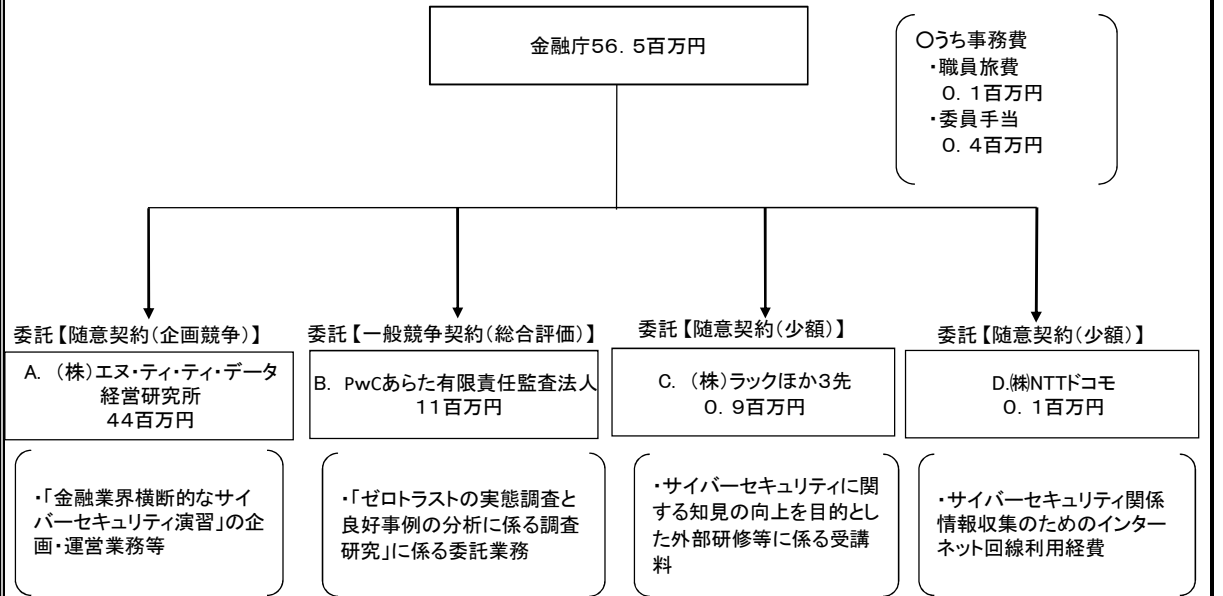 金融庁56．5百万円
○うち事務費
・職員旅費
0．1百万円
・委員手当
0．4百万円
委託【随意契約（企画競争）】
A. （株）エヌ・ティ・ティ・データ
経営研究所
44百万円
・「金融業界横断的なサイ
バーセキュリティ演習」の企
画・運営業務等
委託【一般競争契約（総合評価）】
B. PwCあらた有限責任監査法人
11百万円
・「ゼロトラストの実態調査と
良好事例の分析に係る調査
研究」に係る委託業務
委託【随意契約（少額）】
C. （株）ラックほか3先
0．9百万円
・サイバーセキュリティに関
する知見の向上を目的とし
た外部研修等に係る受講
料
委託【随意契約（少額）】
D.㈱NTTドコモ
0．1百万円
・サイバーセキュリティ関係
情報収集のためのインター
ネット回線利用経費